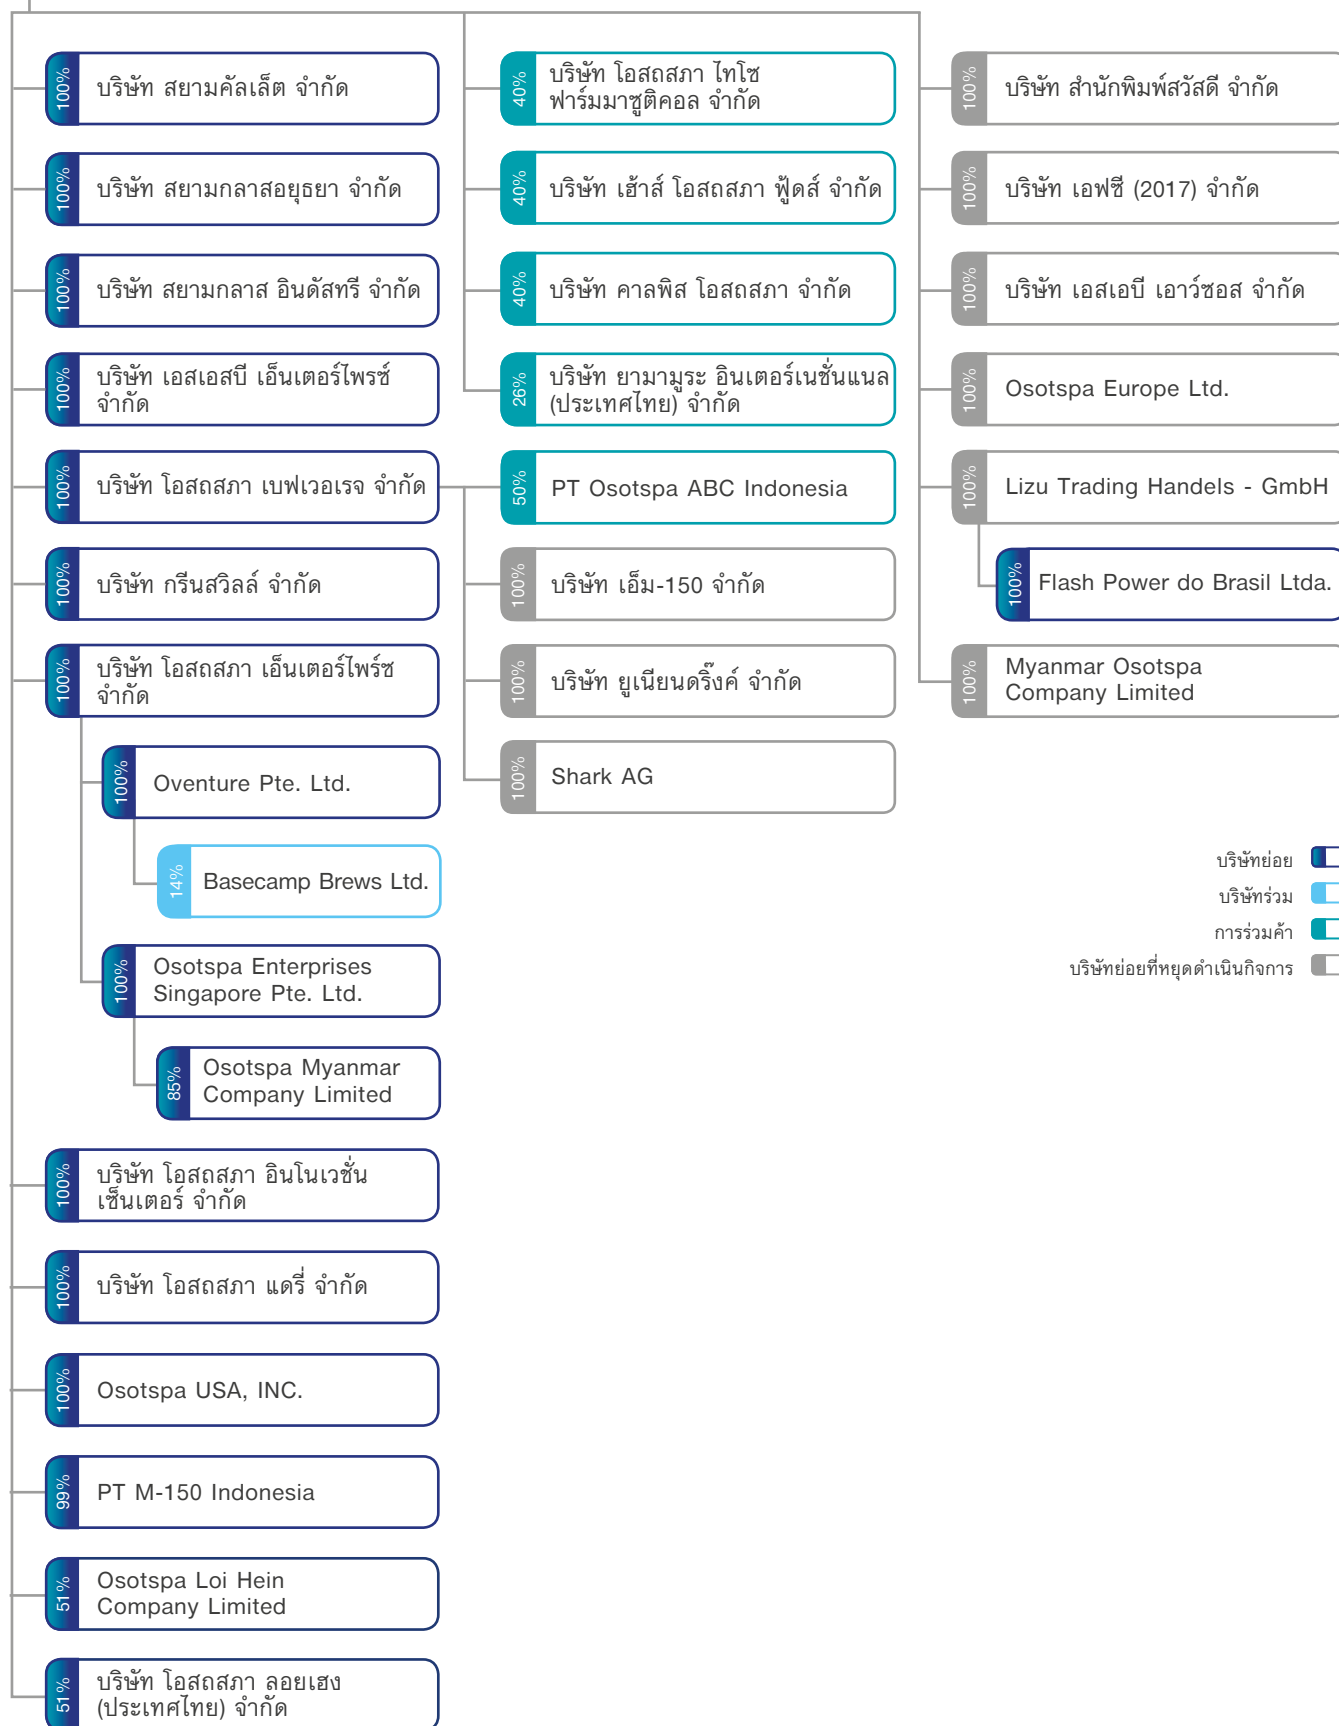 100%
บริษัท สยามคัลเล็ต จำกัด
100%
บริษัท สยามกลาสอยุธยา จำกัด
100%
บริษัท สยามกลาส อินดัสทรี จำกัด
100%
บริษัท เอสเอสบี เอ็นเตอร์ไพรซ์
จำกัด
100%
บริษัท โอสถสภา เบฟเวอเรจ จำกัด
100%
บริษัท กรีนสวิลล์ จำกัด
100%
บริษัท โอสถสภา เอ็นเตอร์ไพร์ซ
จำกัด
100%
Oventure Pte. Ltd.
14%
Basecamp Brews Ltd.
100%
Osotspa Enterprises
Singapore Pte. Ltd.
85%
Osotspa Myanmar
Company Limited
100%
บริษัท โอสถสภา อินโนเวชั่น
เซ็นเตอร์ จำกัด
100%
บริษัท โอสถสภา แดรี่ จำกัด
100%
Osotspa USA, INC.
99%
PT M-150 Indonesia
51%
Osotspa Loi Hein
Company Limited
51%
บริษัท โอสถสภา ลอยเฮง
(ประเทศไทย) จำกัด
40%
บริษัท โอสถสภา ไทโซ
ฟาร์มมาซูติคอล จำกัด
40%
บริษัท เฮ้าส์ โอสถสภา ฟู้ดส์ จำกัด
40%
บริษัท คาลพิส โอสถสภา จำกัด
26%
บริษัท ยามามูระ อินเตอร์เนชั่นแนล
(ประเทศไทย) จำกัด
50%
PT Osotspa ABC Indonesia
100%
บริษัท เอ็ม-150 จำกัด
100%
บริษัท ยูเนียนดริ๊งค์ จำกัด
100%
Shark AG
100%
บริษัท สำนักพิมพ์สวัสดี จำกัด
100%
บริษัท เอฟซี (2017) จำกัด
100%
บริษัท เอสเอบี เอาว์ซอส จำกัด
100%
Osotspa Europe Ltd.
100%
Lizu Trading Handels - GmbH
100%
Flash Power do Brasil Ltda.
100%
Myanmar Osotspa
Company Limited
บริษัทย่อย
บริษัทร่วม
การร่วมค้า
บริษัทย่อยที่หยุดดำเนินกิจการ